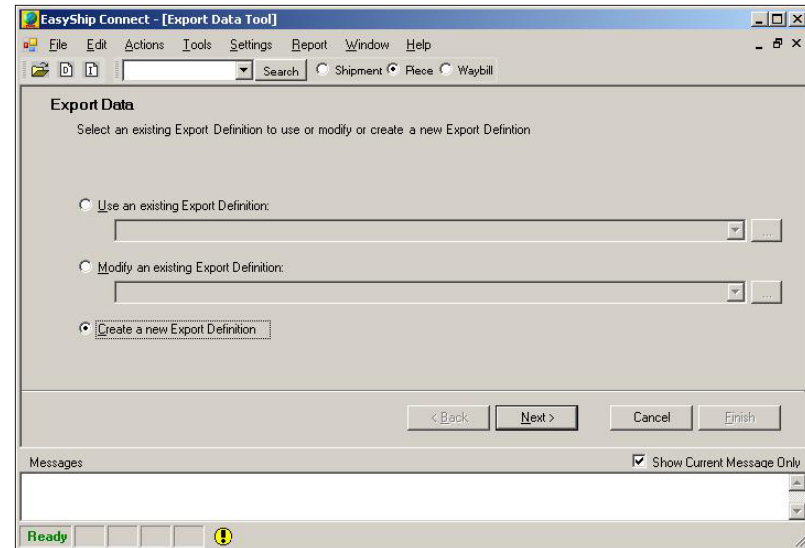 EasyShip Connect - [Export Data Tool]
File Edit Actions Tools Settings Report Window Help
D I Search Shipment Piece Waybill
Export Data
Select an existing Export Definition to use or modify or create a new Export Defintion
Use an existing Export Definition:
...
Modify an existing Export Definition:
...
Create a new Export Definition
< Back Next > Cancel Finish
Messages Show Current Message Only
Ready